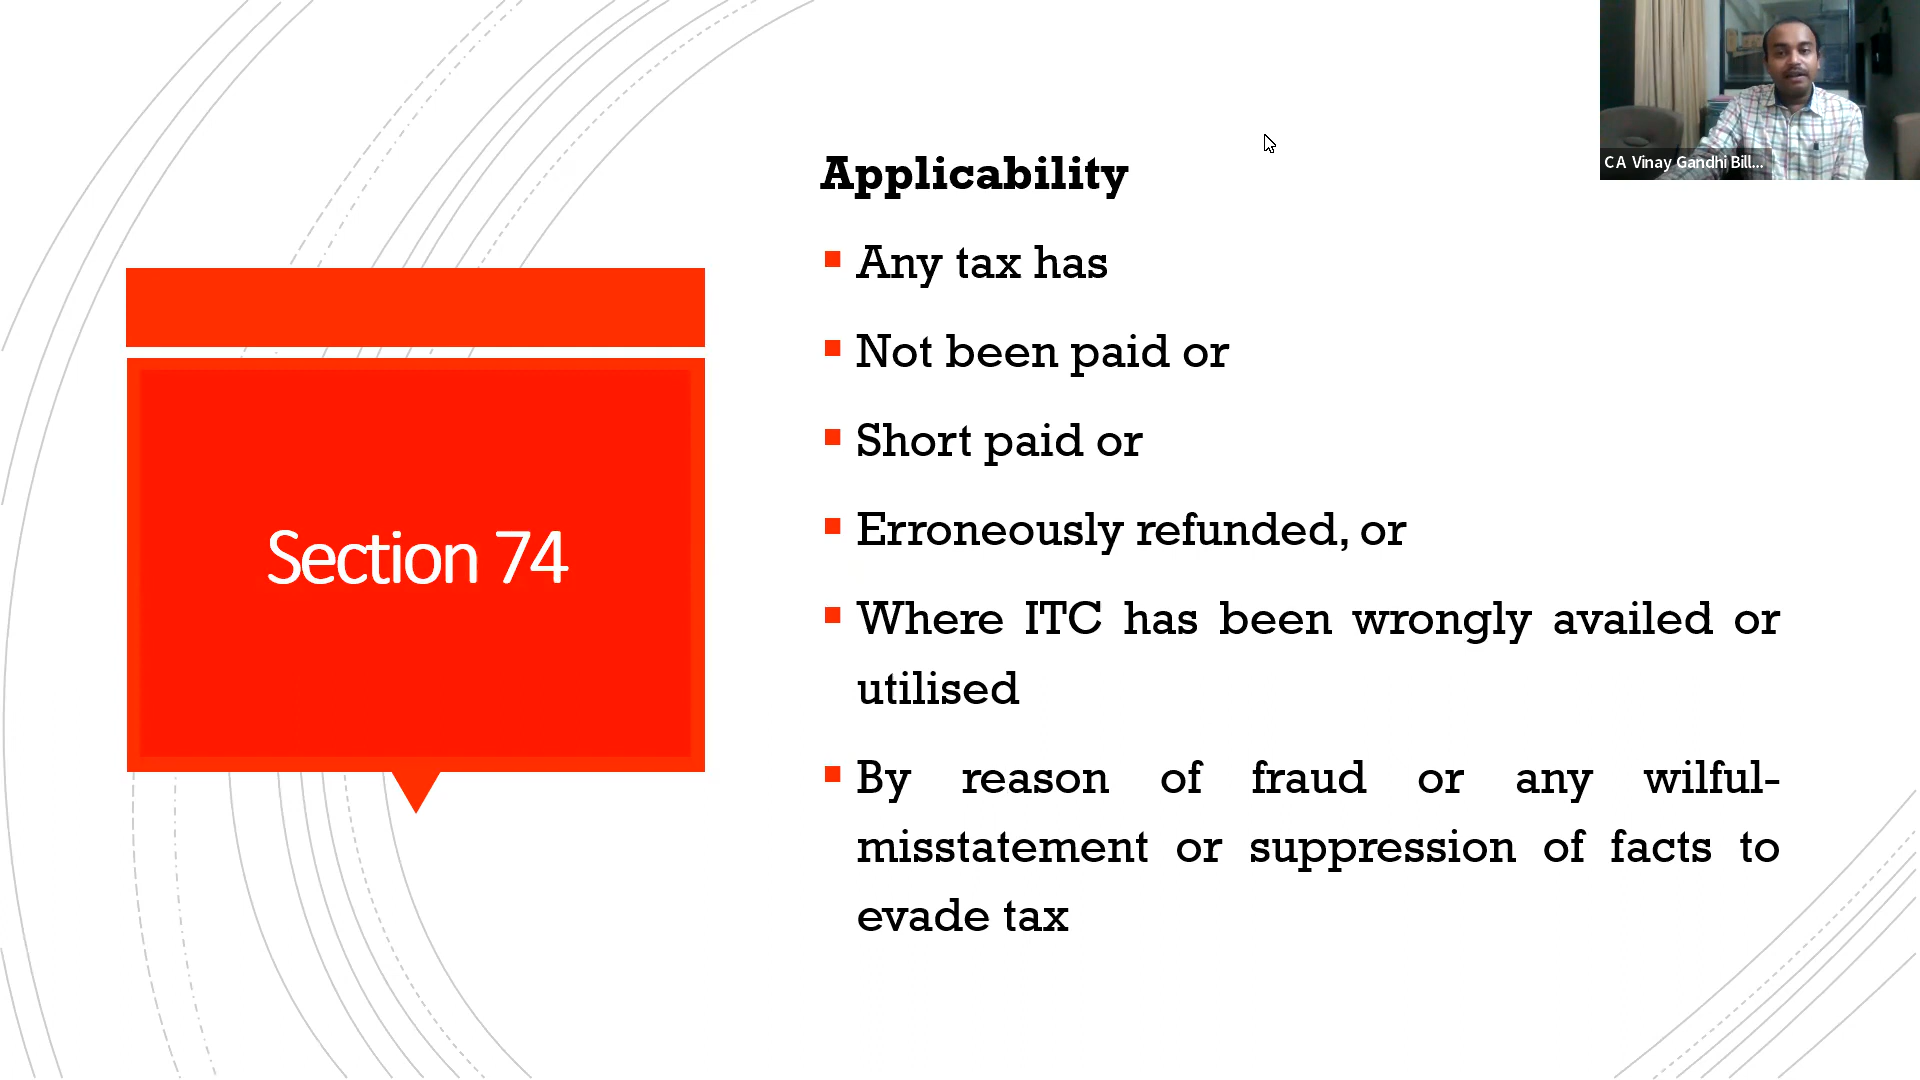 C A Vinay Gandhi Bill...
Applicability
Any tax has
Not been paid or
Short paid or
Erroneously refunded, or
Where ITC has been wrongly availed or
utilised
By reason of fraud or any wilful-
misstatement or suppression of facts to
evade tax
Section 74